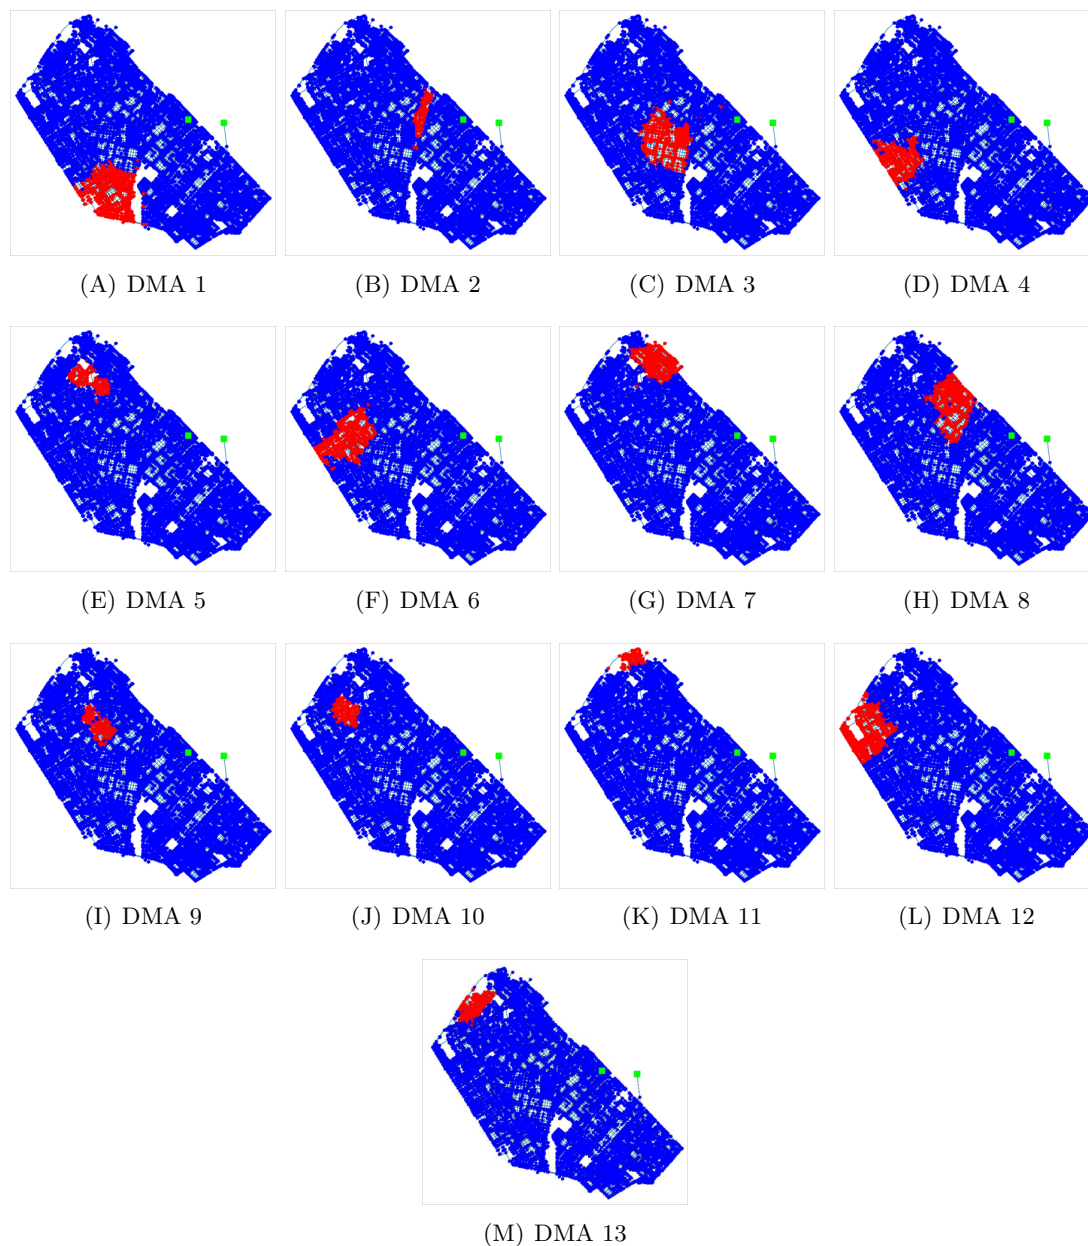 (A) DMA 1 (B) DMA 2 (C) DMA 3 (D) DMA 4
(E) DMA 5 (F) DMA 6 (G) DMA 7 (H) DMA 8
(I) DMA 9 (J) DMA 10 (K) DMA 11 (L) DMA 12
(M) DMA 13